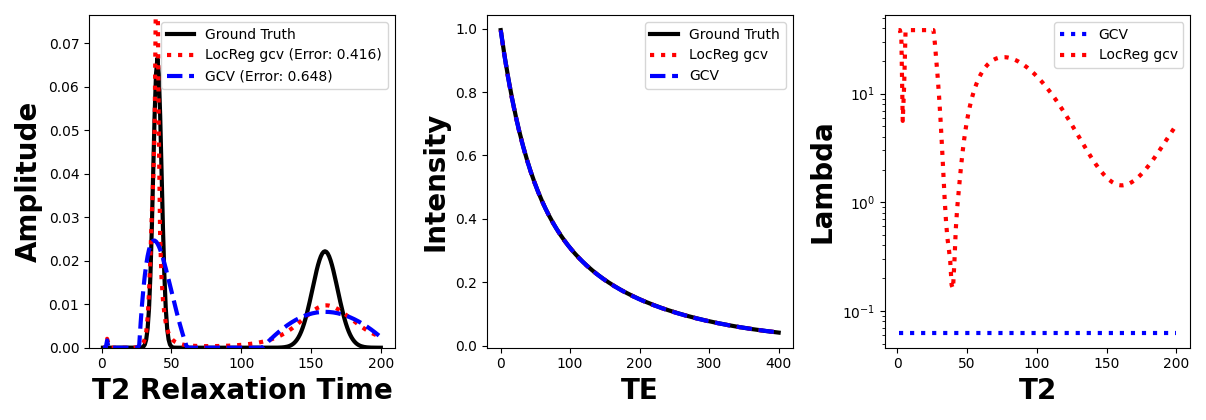 Ground Truth
LocReg gcv (Error: 0.416)
GCV (Error: 0.648)
0.07
0.06
0.05
0.04
0.03
0.02
0.01
0.00
0
50
100
150
200
Amplitude
T2 Relaxation Time
Ground Truth
LocReg gcv
GCV
1.0
0.8
0.6
0.4
0.2
0.0
0
100
200
300
400
Intensity
TE
GCV
LocReg gcv
10¹
10⁰
10⁻¹
0
50
100
150
200
Lambda
T2